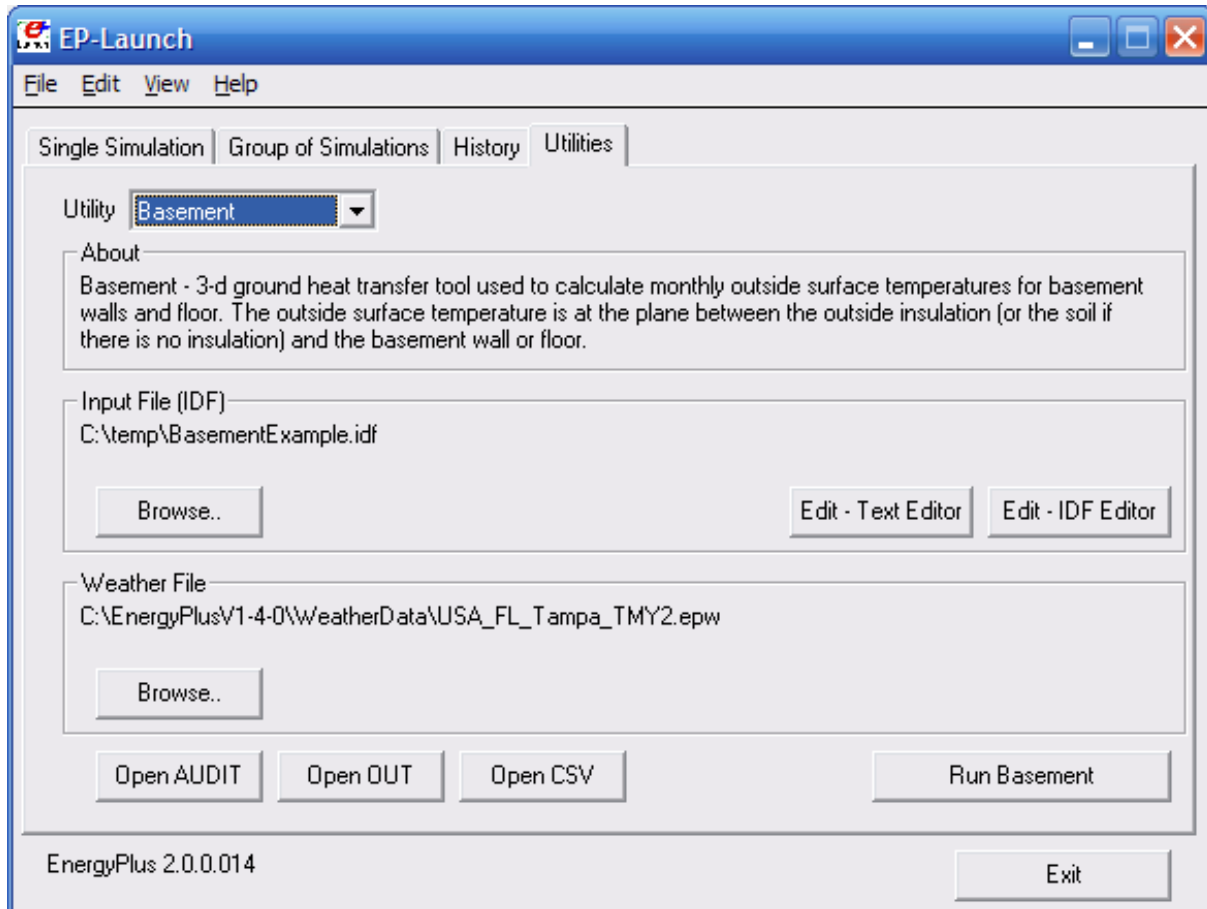 EP-Launch
File Edit View Help
Single Simulation Group of Simulations History Utilities
Utility Basement
About
Basement - 3-d ground heat transfer tool used to calculate monthly outside surface temperatures for basement
walls and floor. The outside surface temperature is at the plane between the outside insulation (or the soil if
there is no insulation) and the basement wall or floor.
Input File (IDF)
C:\temp\BasementExample.idf
Browse.. Edit - Text Editor Edit - IDF Editor
Weather File
C:\EnergyPlusV1-4-0\WeatherData\USA_FL_Tampa_TMY2.epw
Browse..
Open AUDIT Open OUT Open CSV Run Basement
EnergyPlus 2.0.0.014 Exit